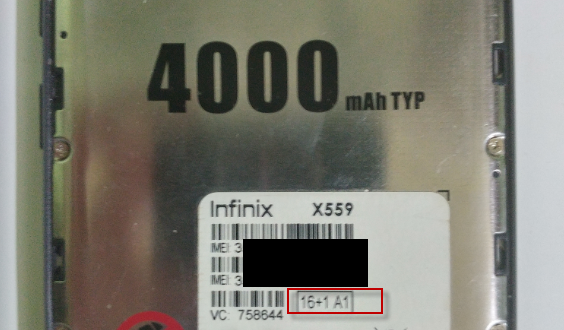 4000 mAh TYP
Infinix X559
IMEI 3
IMEI 3
16+1 A1
VC: 758644